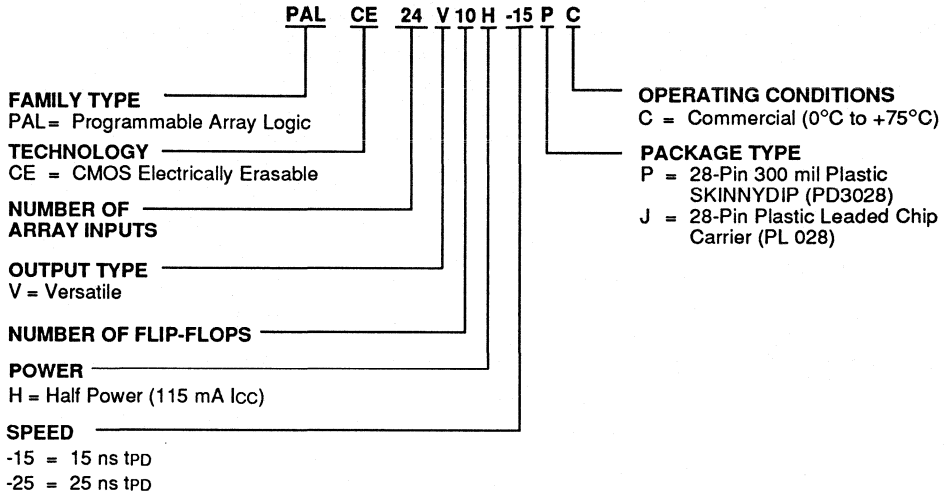 PAL CE 24 V 10 H -15 P C
FAMILY TYPE
PAL= Programmable Array Logic
TECHNOLOGY
CE = CMOS Electrically Erasable
NUMBER OF
ARRAY INPUTS
OUTPUT TYPE
V = Versatile
NUMBER OF FLIP-FLOPS
POWER
H = Half Power (115 mA ICC)
SPEED
-15 = 15 ns tPD
-25 = 25 ns tPD
OPERATING CONDITIONS
C = Commercial (0°C to +75°C)
PACKAGE TYPE
P = 28-Pin 300 mil Plastic
SKINNYDIP (PD3028)
J = 28-Pin Plastic Leaded Chip
Carrier (PL 028)